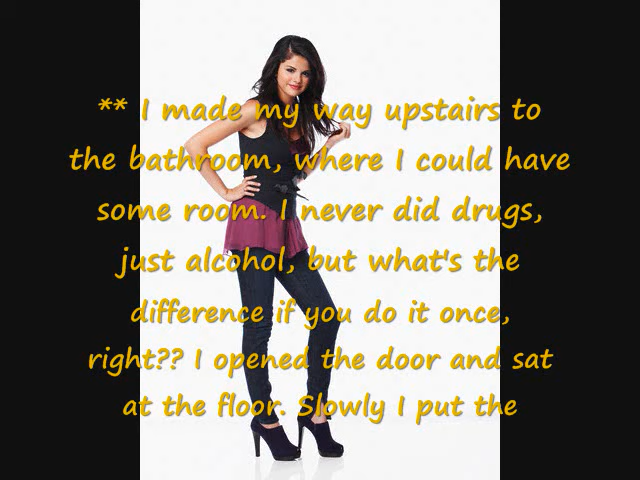 ** I made my way upstairs to
the bathroom, where I could have
some room. I never did drugs,
just alcohol, but what's the
difference if you do it once,
right?? I opened the door and sat
at the floor. Slowly I put the